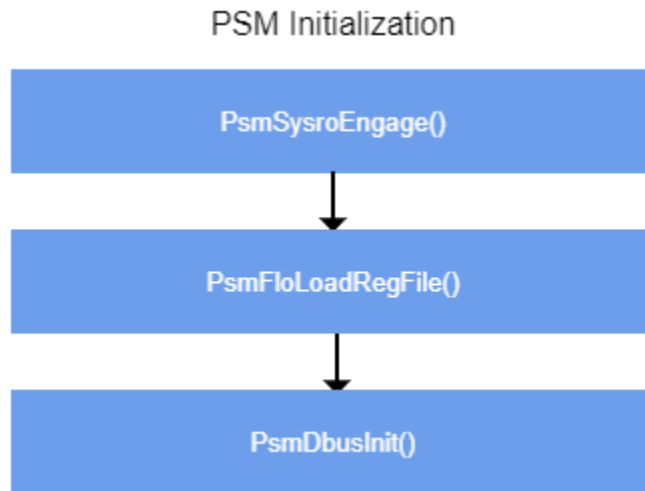 PSM Initialization
PsmSysroEngage()
PsmFloLoadRegFile()
PsmDbusInit()